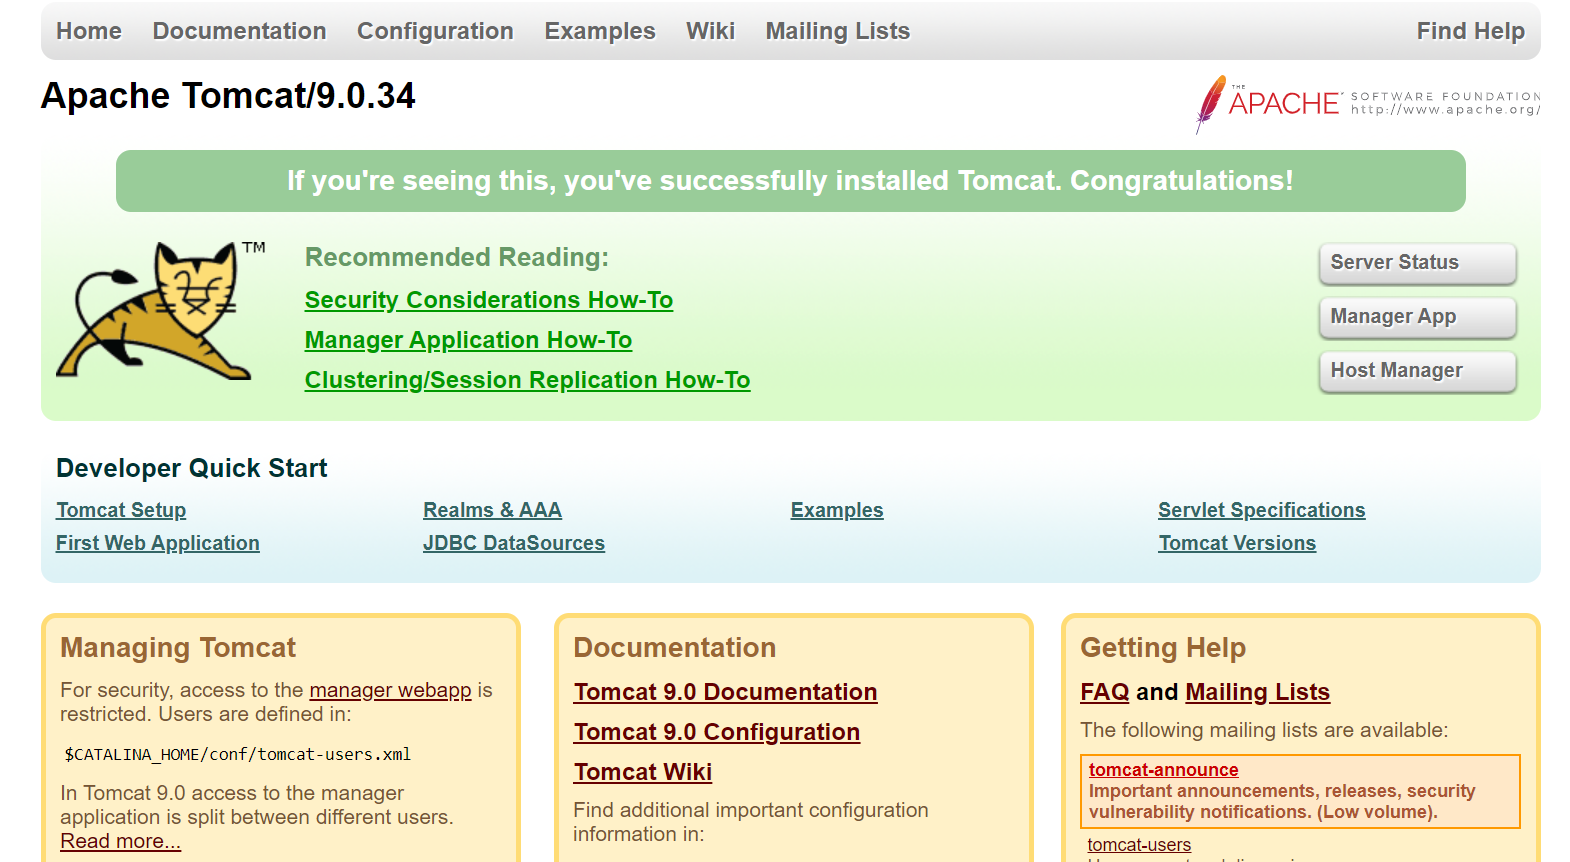 Home Documentation Configuration Examples Wiki Mailing Lists Find Help
Apache Tomcat/9.0.34
THE
APACHE SOFTWARE FOUNDATION
http://www.apache.org/
If you're seeing this, you've successfully installed Tomcat. Congratulations!
TM
Recommended Reading:
Security Considerations How-To
Manager Application How-To
Clustering/Session Replication How-To
Server Status
Manager App
Host Manager
Developer Quick Start
Tomcat Setup
First Web Application
Realms & AAA
JDBC DataSources
Examples
Servlet Specifications
Tomcat Versions
Managing Tomcat
For security, access to the manager webapp is
restricted. Users are defined in:
$CATALINA_HOME/conf/tomcat-users.xml
In Tomcat 9.0 access to the manager
application is split between different users.
Read more...
Documentation
Tomcat 9.0 Documentation
Tomcat 9.0 Configuration
Tomcat Wiki
Find additional important configuration
information in:
Getting Help
FAQ and Mailing Lists
The following mailing lists are available:
tomcat-announce
Important announcements, releases, security
vulnerability notifications. (Low volume).
tomcat-users